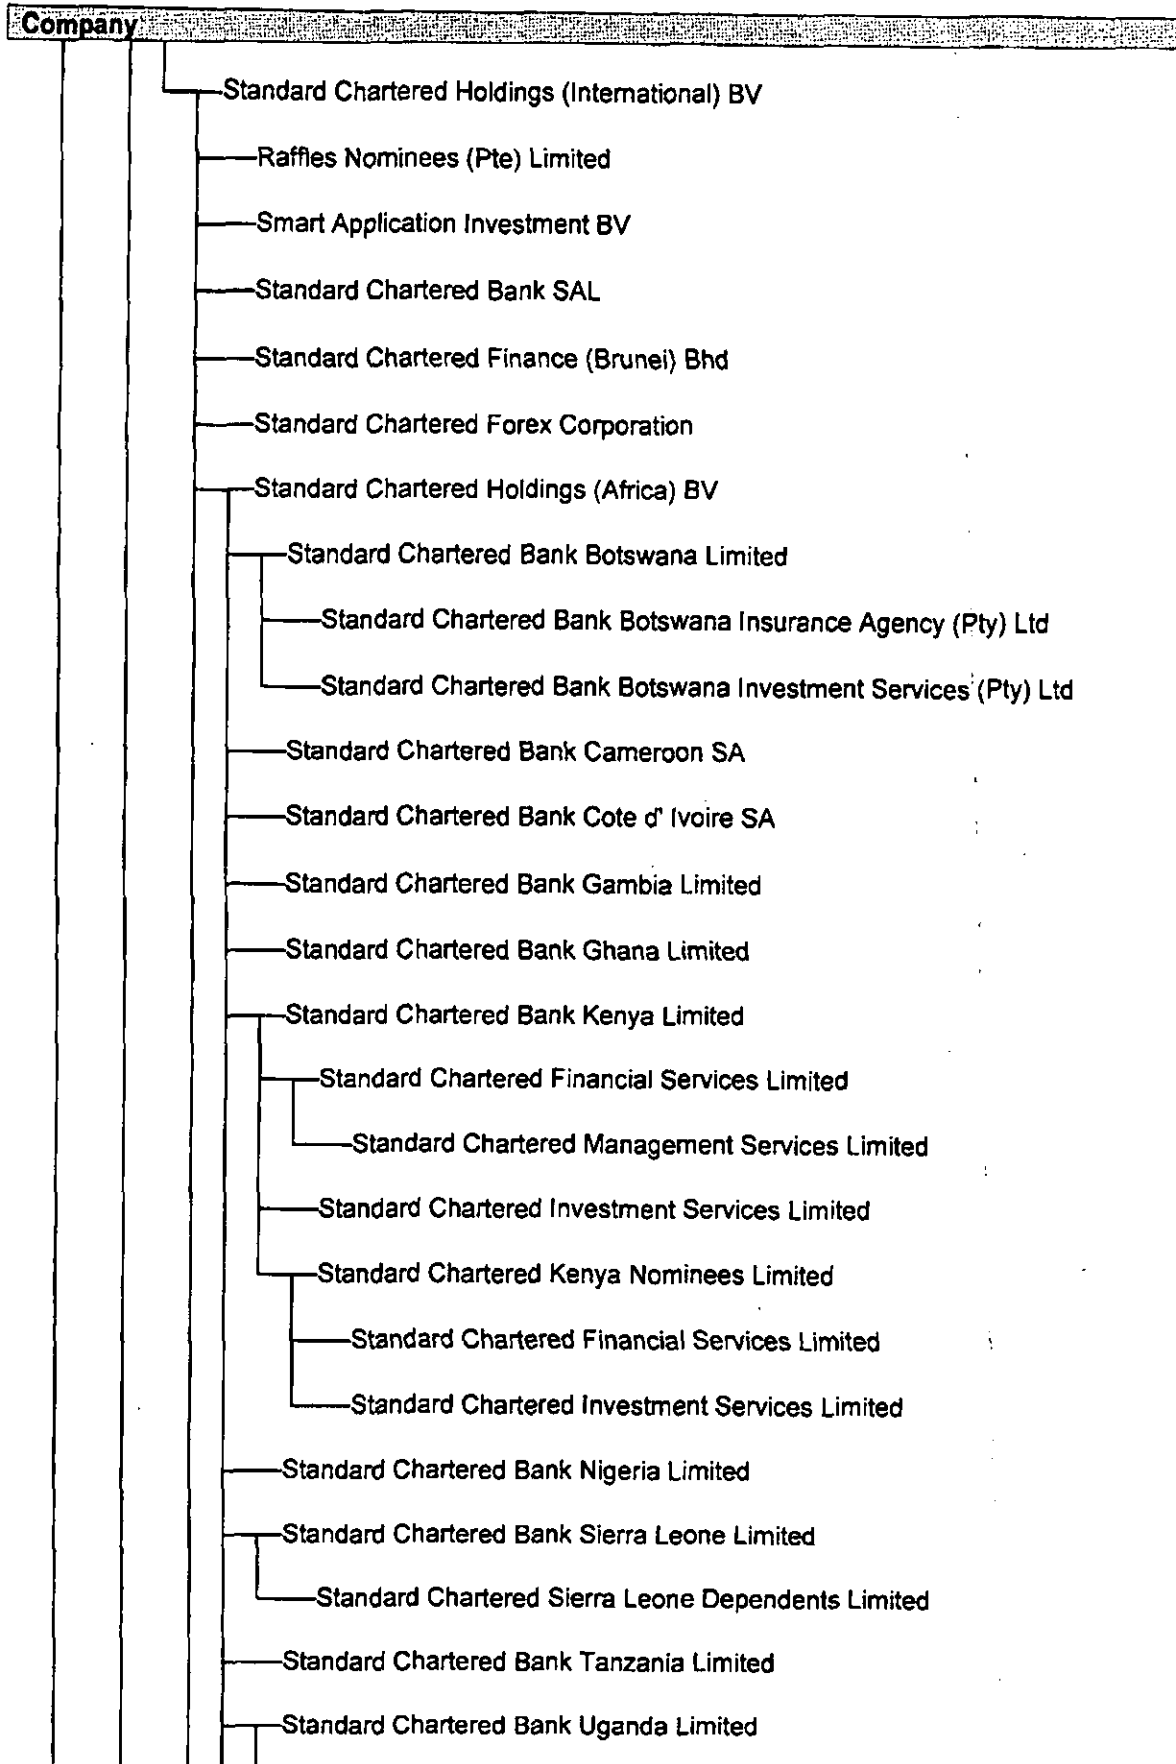 Company
Standard Chartered Holdings (International) BV
Raffles Nominees (Pte) Limited
Smart Application Investment BV
Standard Chartered Bank SAL
Standard Chartered Finance (Brunei) Bhd
Standard Chartered Forex Corporation
Standard Chartered Holdings (Africa) BV
Standard Chartered Bank Botswana Limited
Standard Chartered Bank Botswana Insurance Agency (Pty) Ltd
Standard Chartered Bank Botswana Investment Services (Pty) Ltd
Standard Chartered Bank Cameroon SA
Standard Chartered Bank Cote d' Ivoire SA
Standard Chartered Bank Gambia Limited
Standard Chartered Bank Ghana Limited
Standard Chartered Bank Kenya Limited
Standard Chartered Financial Services Limited
Standard Chartered Management Services Limited
Standard Chartered Investment Services Limited
Standard Chartered Kenya Nominees Limited
Standard Chartered Financial Services Limited
Standard Chartered Investment Services Limited
Standard Chartered Bank Nigeria Limited
Standard Chartered Bank Sierra Leone Limited
Standard Chartered Sierra Leone Dependents Limited
Standard Chartered Bank Tanzania Limited
Standard Chartered Bank Uganda Limited